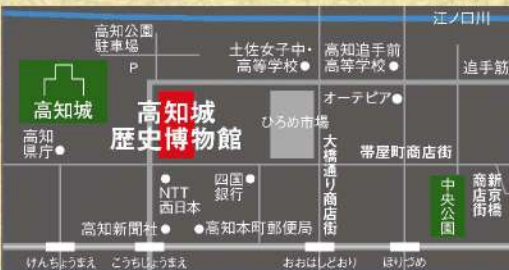 江ノ口川
高知公園
駐車場
P
土佐女子中・
高等学校
高知追手前
高等学校
追手筋
高知城
高知城
歴史博物館
ひろめ市場
オーテピア
高知
県庁
大橋通り商店街
帯屋町商店街
NTT
西日本
四国
銀行
中央公園
新京橋
商店街
高知新聞社
高知本町郵便局
けんちょうまえ
こうちじょうまえ
おおはしどおり
ほりづめ